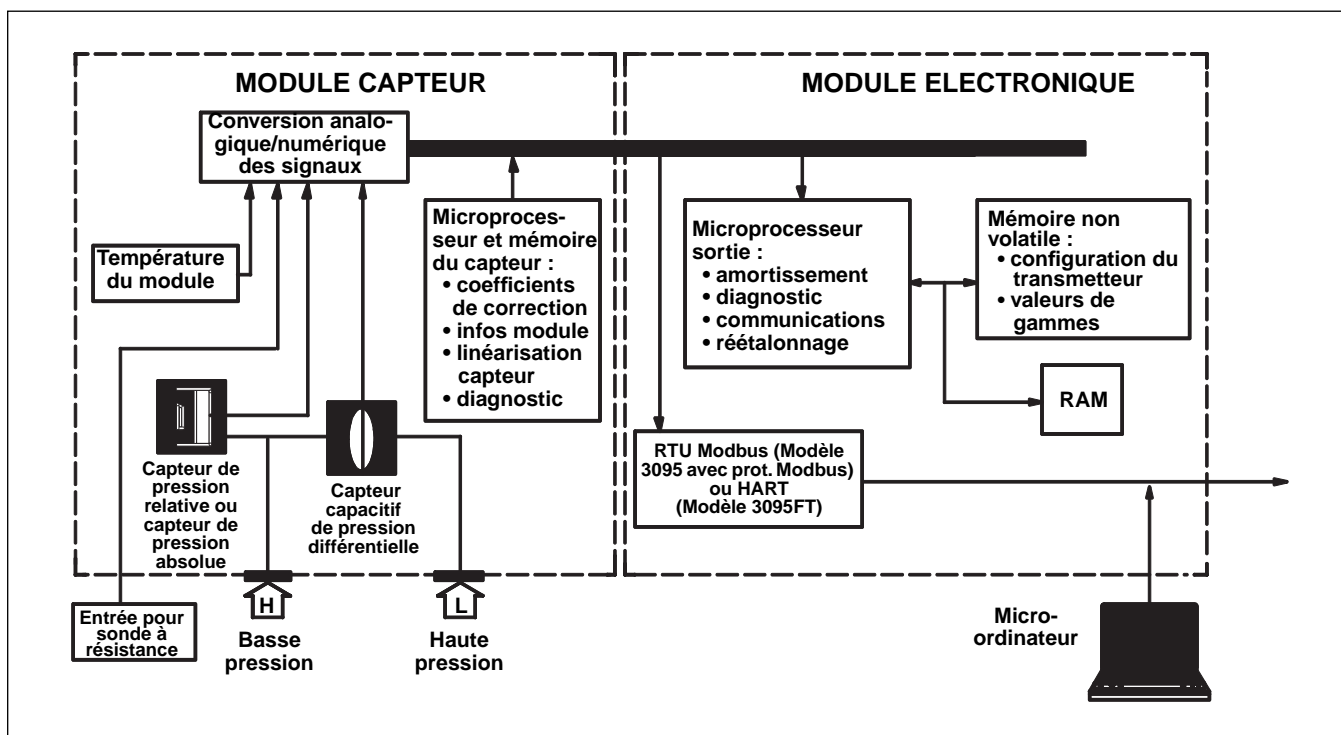 MODULE CAPTEUR
Conversion analo-
gique/numérique
des signaux
Température
du module
Microproces-
seur et mémoire
du capteur :
• coefficients
de correction
• infos module
• linéarisation
capteur
• diagnostic
Capteur de
pression
relative ou
capteur de
pression
absolue
Capteur
capacitif
de pression
différentielle
Entrée pour
sonde à
résistance
H
Basse
pression
L
Haute
pression
MODULE ELECTRONIQUE
Microprocesseur
sortie :
• amortissement
• diagnostic
• communications
• réétalonnage
Mémoire non
volatile :
• configuration du
transmetteur
• valeurs de
gammes
RAM
RTU Modbus (Modèle
3095 avec prot. Modbus)
ou HART
(Modèle 3095FT)
Micro-
ordinateur